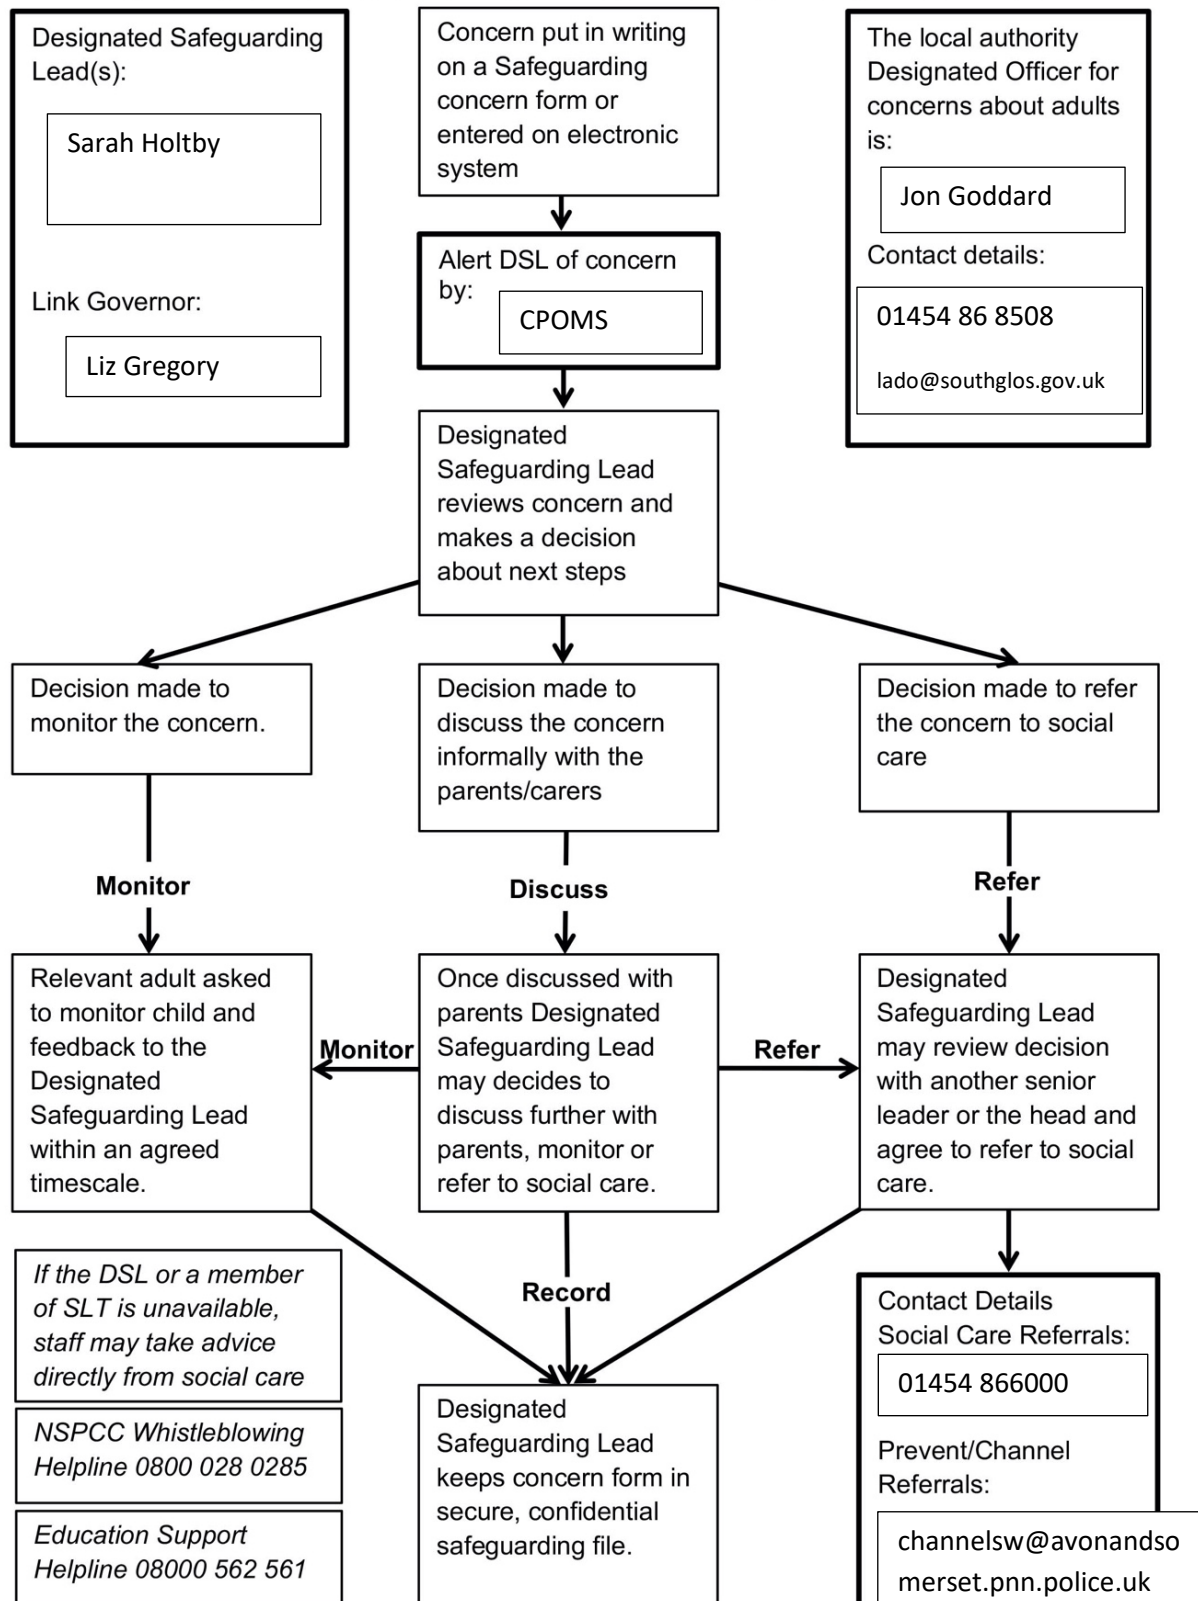 Designated Safeguarding
Lead(s):
Sarah Holtby
Link Governor:
Liz Gregory
Concern put in writing
on a Safeguarding
concern form or
entered on electronic
system
The local authority
Designated Officer for
concerns about adults
is:
Jon Goddard
Contact details:
01454 86 8508
lado@southglos.gov.uk
Alert DSL of concern
by:
CPOMS
Designated
Safeguarding Lead
reviews concern and
makes a decision
about next steps
Decision made to
monitor the concern.
Decision made to
discuss the concern
informally with the
parents/carers
Decision made to refer
the concern to social
care
Monitor
Discuss
Refer
Relevant adult asked
to monitor child and
feedback to the
Designated
Safeguarding Lead
within an agreed
timescale.
Monitor
Once discussed with
parents Designated
Safeguarding Lead
may decides to
discuss further with
parents, monitor or
refer to social care.
Refer
Designated
Safeguarding Lead
may review decision
with another senior
leader or the head and
agree to refer to social
care.
If the DSL or a member
of SLT is unavailable,
staff may take advice
directly from social care
NSPCC Whistleblowing
Helpline 0800 028 0285
Education Support
Helpline 08000 562 561
Record
Designated
Safeguarding Lead
keeps concern form in
secure, confidential
safeguarding file.
Contact Details
Social Care Referrals:
01454 866000
Prevent/Channel
Referrals:
channelsw@avonandso
merset.pnn.police.uk